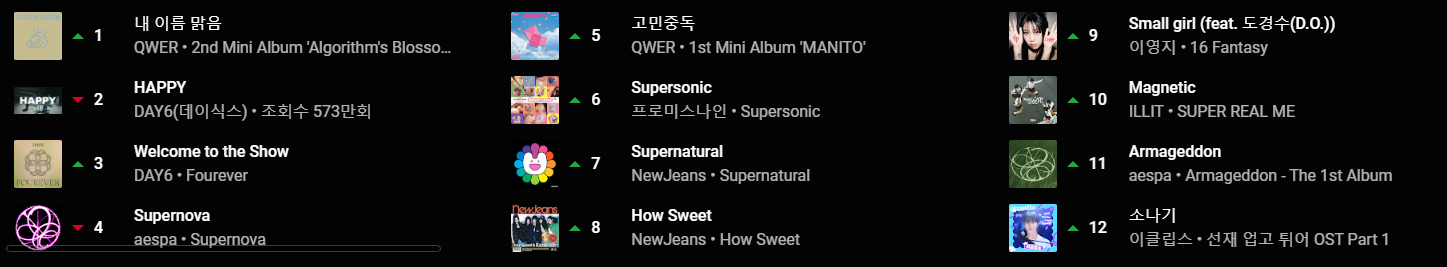 1
내 이름 맑음
QWER • 2nd Mini Album 'Algorithm's Blosso...
HAPPY
2
HAPPY
DAY6(데이식스) • 조회수 573만회
FOUREVER
3
Welcome to the Show
DAY6 • Fourever
4
Supernova
aespa • Supernova
5
고민중독
QWER • 1st Mini Album 'MANITO'
6
Supersonic
프로미스나인 • Supersonic
7
Supernatural
NewJeans • Supernatural
NewJeans
8
How Sweet
NewJeans • How Sweet
9
Small girl (feat. 도경수(D.O.))
이영지 • 16 Fantasy
10
Magnetic
ILLIT • SUPER REAL ME
11
Armageddon
aespa • Armageddon - The 1st Album
12
소나기
이클립스 • 선재 업고 튀어 OST Part 1